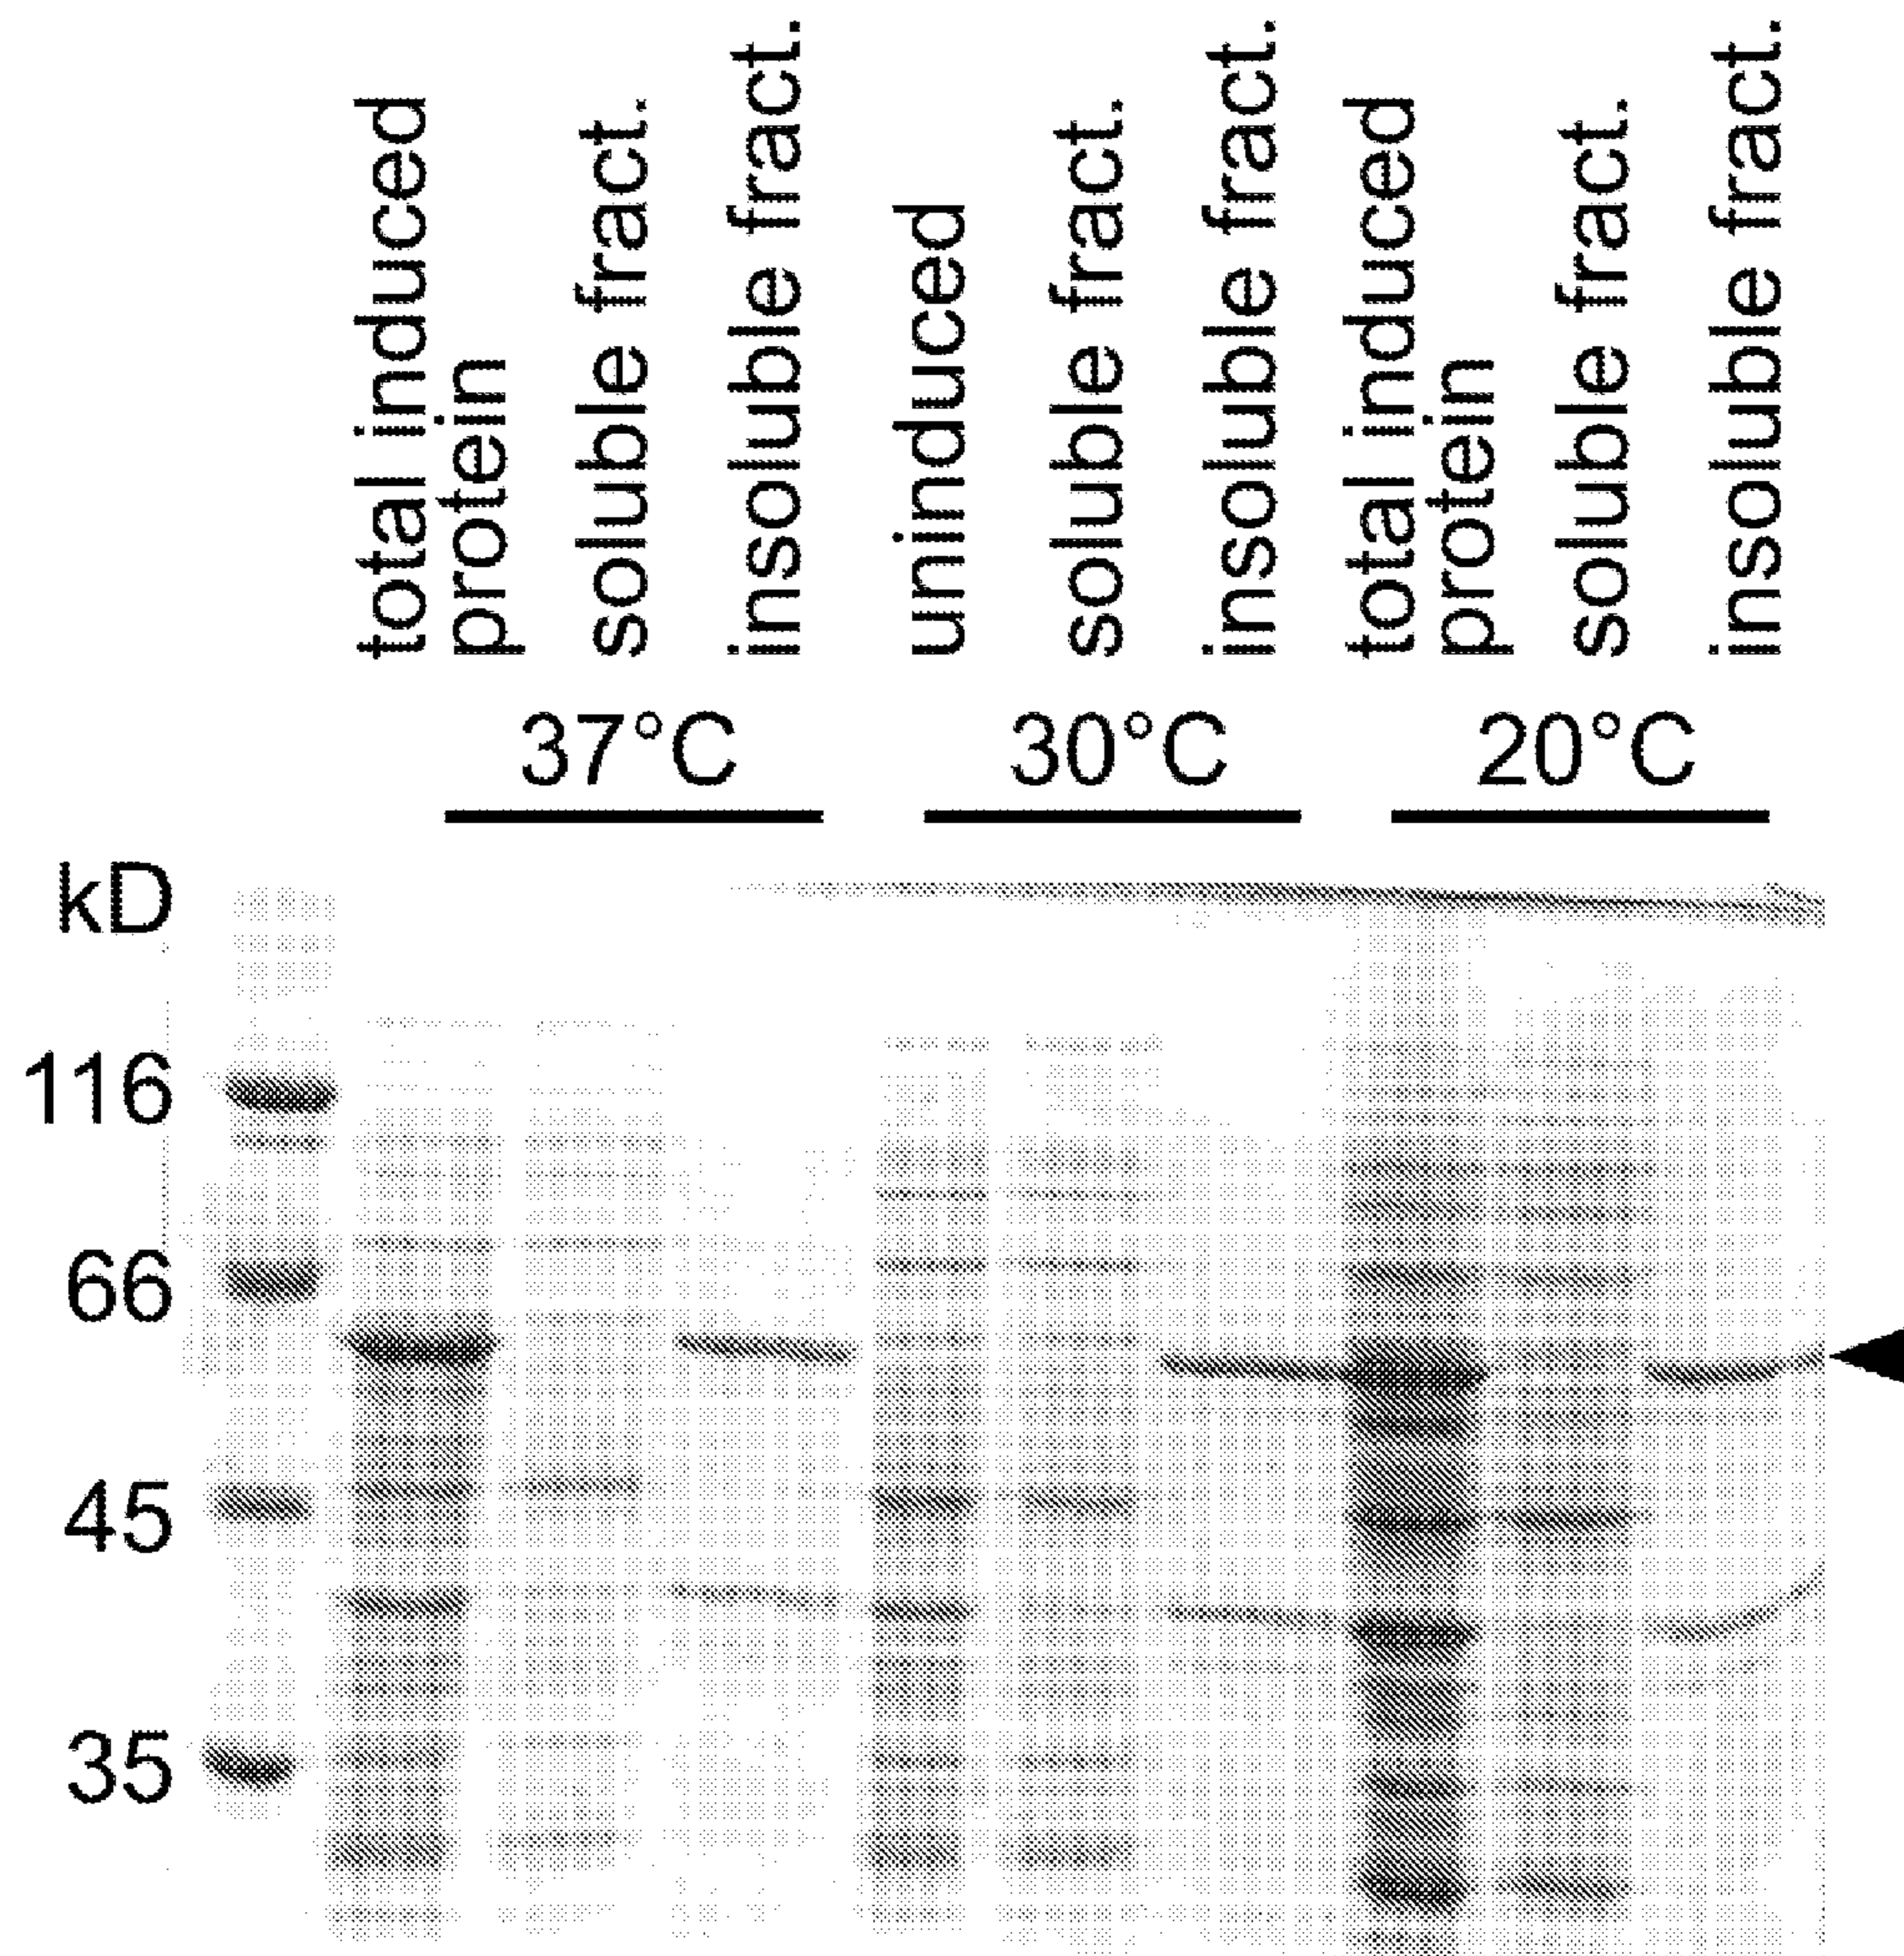 total induced
protein
soluble fract.
insoluble fract.
uninduced
soluble fract.
insoluble fract.
total induced
protein
soluble fract.
insoluble fract.
37°C
30°C
20°C
kD
116
66
45
35